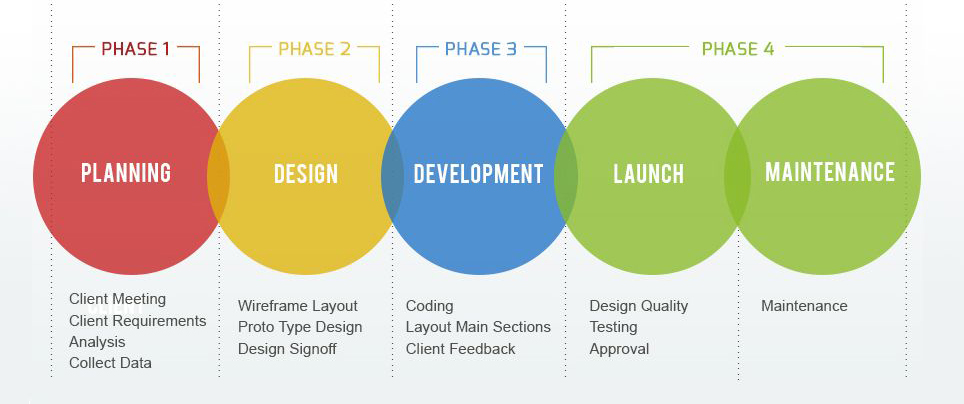 PHASE 1
PHASE 2
PHASE 3
PHASE 4
PLANNING
DESIGN
DEVELOPMENT
LAUNCH
MAINTENANCE
Client Meeting
Client Requirements
Analysis
Collect Data
Wireframe Layout
Proto Type Design
Design Signoff
Coding
Layout Main Sections
Client Feedback
Design Quality
Testing
Approval
Maintenance